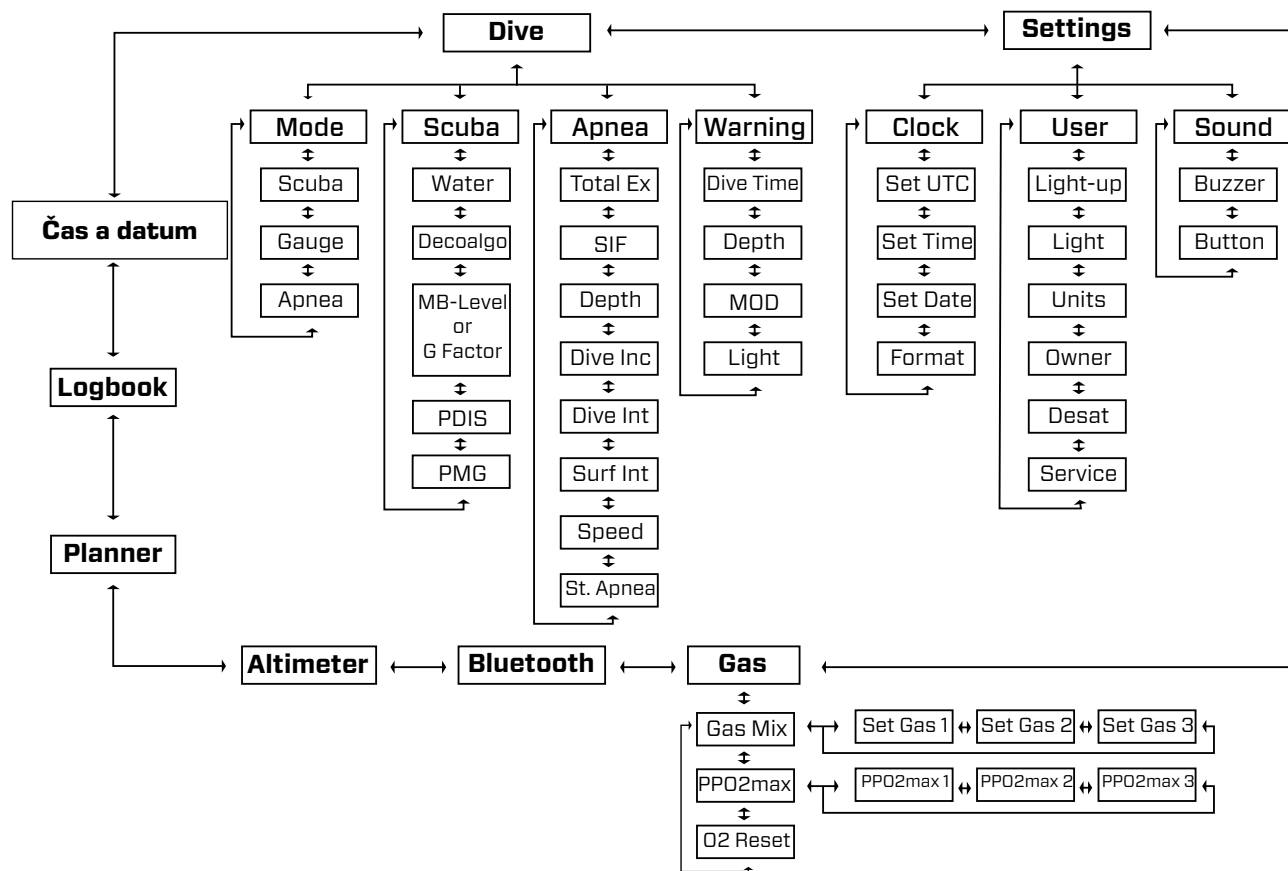 Dive
Settings
Mode
Scuba
Apnea
Warning
Clock
User
Sound
Scuba
Water
Total Ex
Dive Time
Set UTC
Light-up
Buzzer
Čas a datum
Gauge
Decoalgo
SIF
Depth
Set Time
Light
Button
Apnea
MB-Level
or
G Factor
Depth
MOD
Set Date
Units
Dive Inc
Light
Format
Owner
Logbook
PDIS
Dive Int
Desat
PMG
Surf Int
Service
Planner
Speed
St. Apnea
Altimeter
Bluetooth
Gas
Gas Mix
Set Gas 1
Set Gas 2
Set Gas 3
PPO2max
PPO2max 1
PPO2max 2
PPO2max 3
O2 Reset